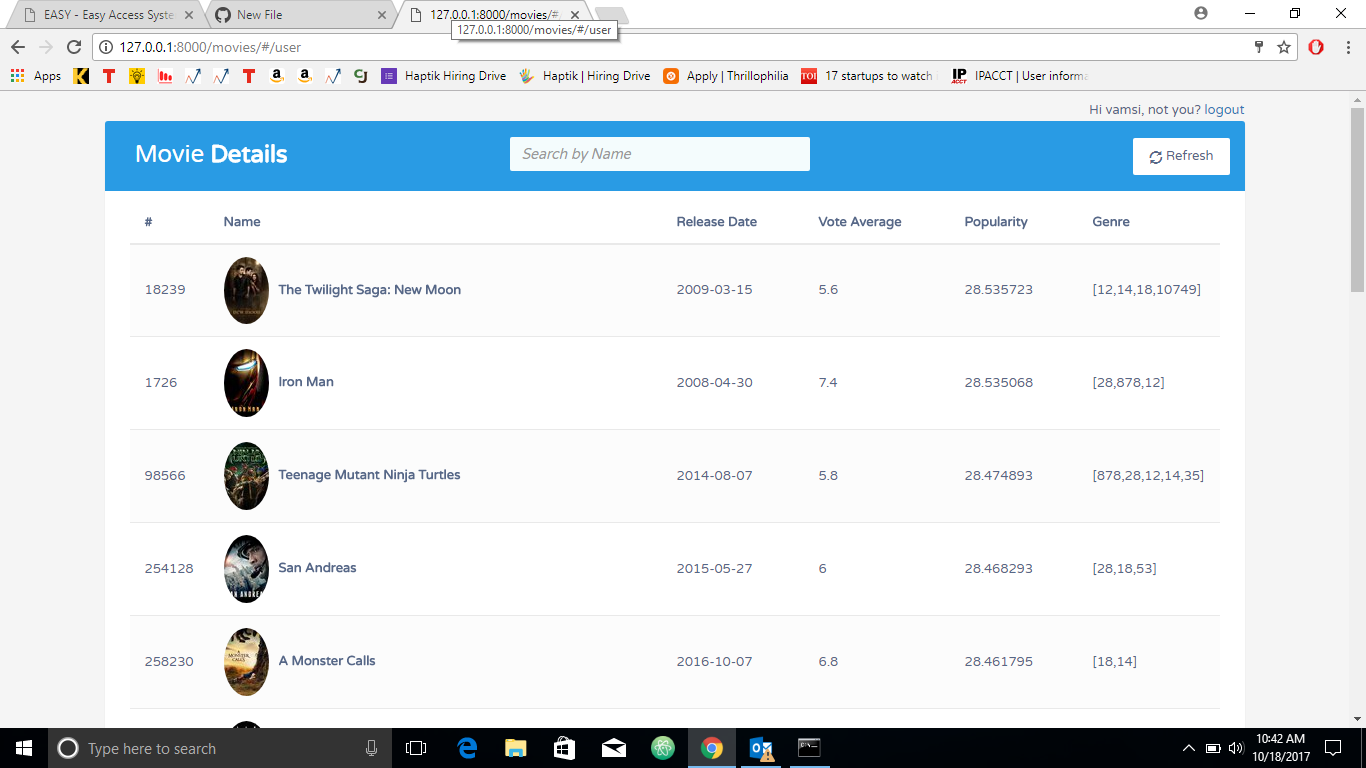 EASY - Easy Access Syste
New File
127.0.0.1:8000/movies/#/
127.0.0.1:8000/movies/#/user
127.0.0.1:8000/movies/#/user
Apps
Haptik Hiring Drive
Haptik | Hiring Drive
Apply | Thrillophilia
TOI
17 startups to watch
IP ACCT
IPACCT | User informa
Hi vamsi, not you? logout
Movie Details
Search by Name
Refresh
# Name Release Date Vote Average Popularity Genre
18239 The Twilight Saga: New Moon 2009-03-15 5.6 28.535723 [12,14,18,10749]
1726 Iron Man 2008-04-30 7.4 28.535068 [28,878,12]
98566 Teenage Mutant Ninja Turtles 2014-08-07 5.8 28.474893 [878,28,12,14,35]
254128 San Andreas 2015-05-27 6 28.468293 [28,18,53]
258230 A Monster Calls 2016-10-07 6.8 28.461795 [18,14]
Type here to search
10:42 AM
10/18/2017